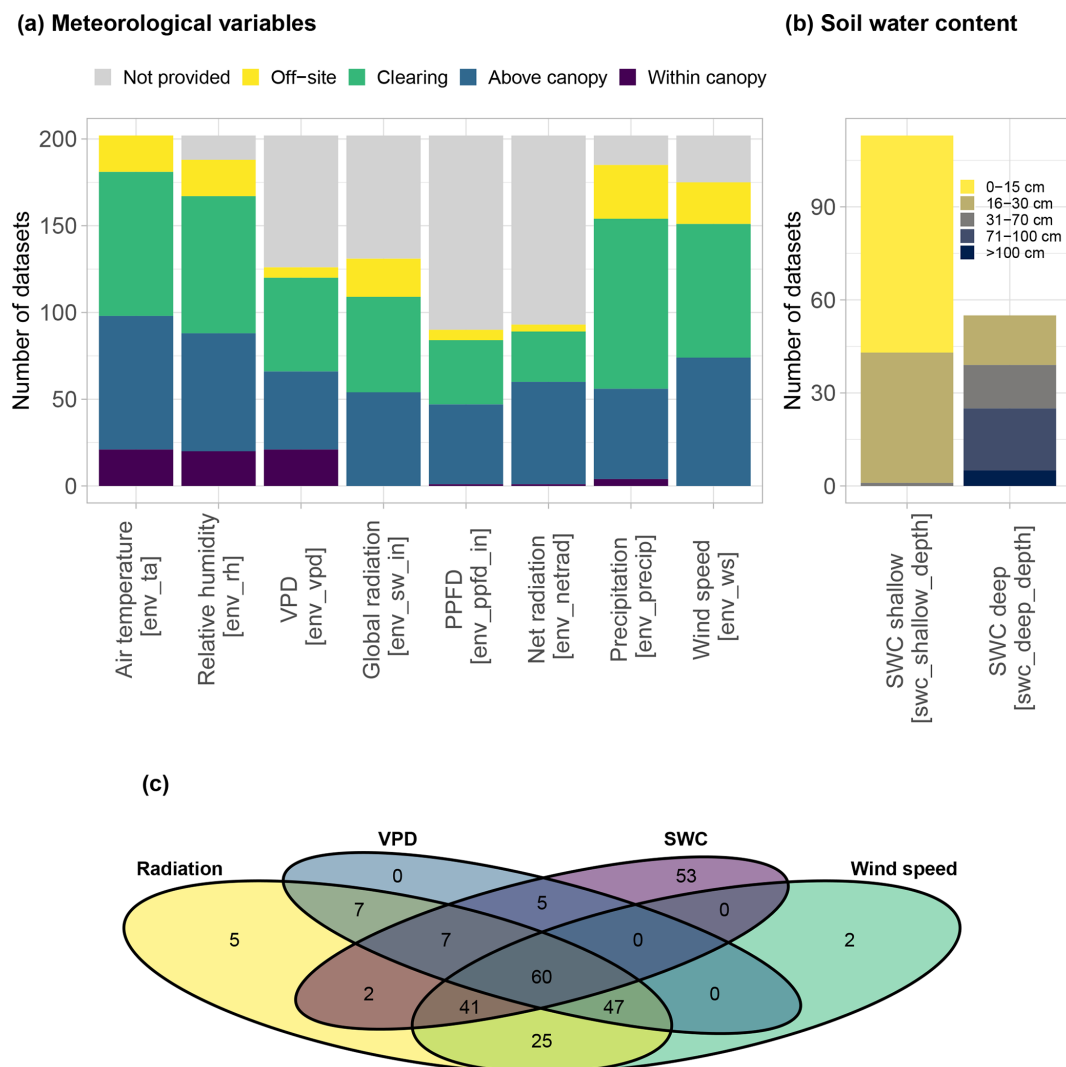 (a) Meteorological variables
Not provided Off−site Clearing Above canopy Within canopy
Number of datasets
200
150
100
50
0
Air temperature
[env_ta]
Relative humidity
[env_rh]
VPD
[env_vpd]
Global radiation
[env_sw_in]
PPFD
[env_ppfd_in]
Net radiation
[env_netrad]
Precipitation
[env_precip]
Wind speed
[env_ws]
(b) Soil water content
Number of datasets
90
60
30
0
0−15 cm
16−30 cm
31−70 cm
71−100 cm
>100 cm
SWC shallow
[swc_shallow_depth]
SWC deep
[swc_deep_depth]
(c)
VPD SWC
Radiation Wind speed
0 53
7 5 0
5 7 0 2
60
2 41 47 0
25